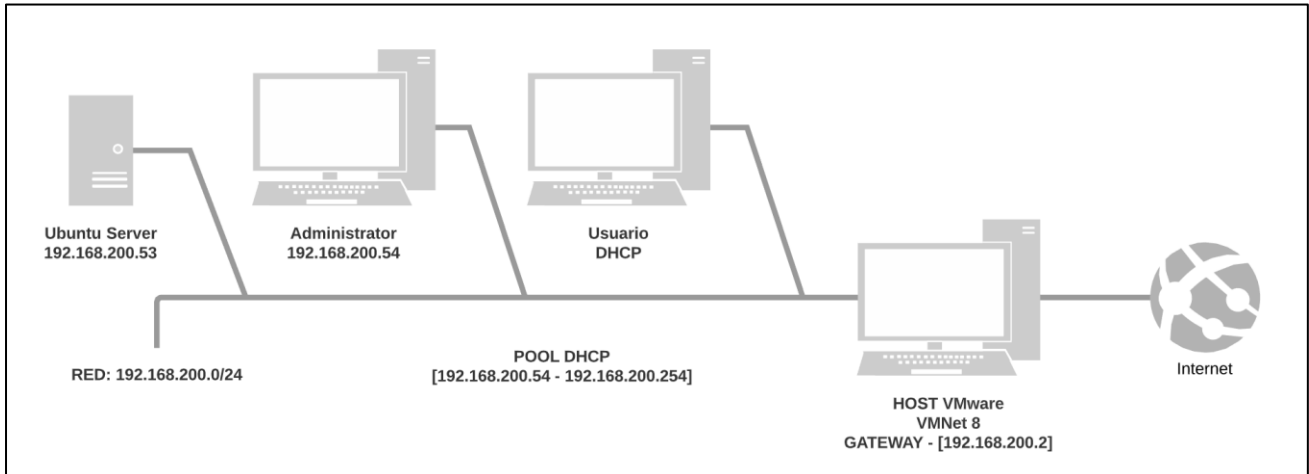 Ubuntu Server
192.168.200.53
Administrator
192.168.200.54
Usuario
DHCP
RED: 192.168.200.0/24
POOL DHCP
[192.168.200.54 - 192.168.200.254]
HOST VMware
VMNet 8
GATEWAY - [192.168.200.2]
Internet